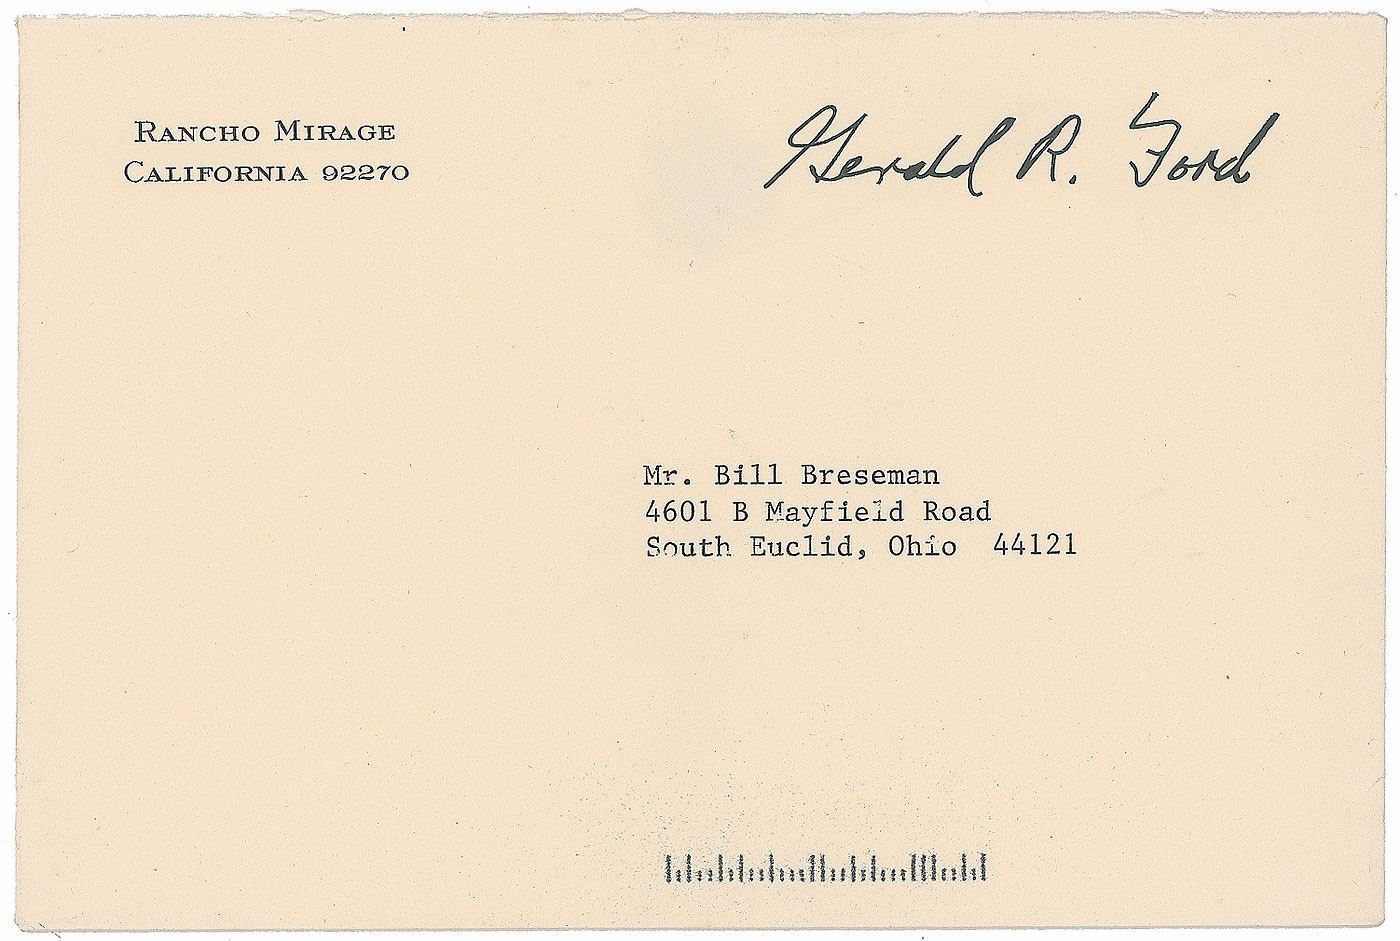 RANCHO MIRAGE
CALIFORNIA 92270
Gerald R. Ford
Mr. Bill Breseman
4601 B Mayfield Road
South Euclid, Ohio  44121